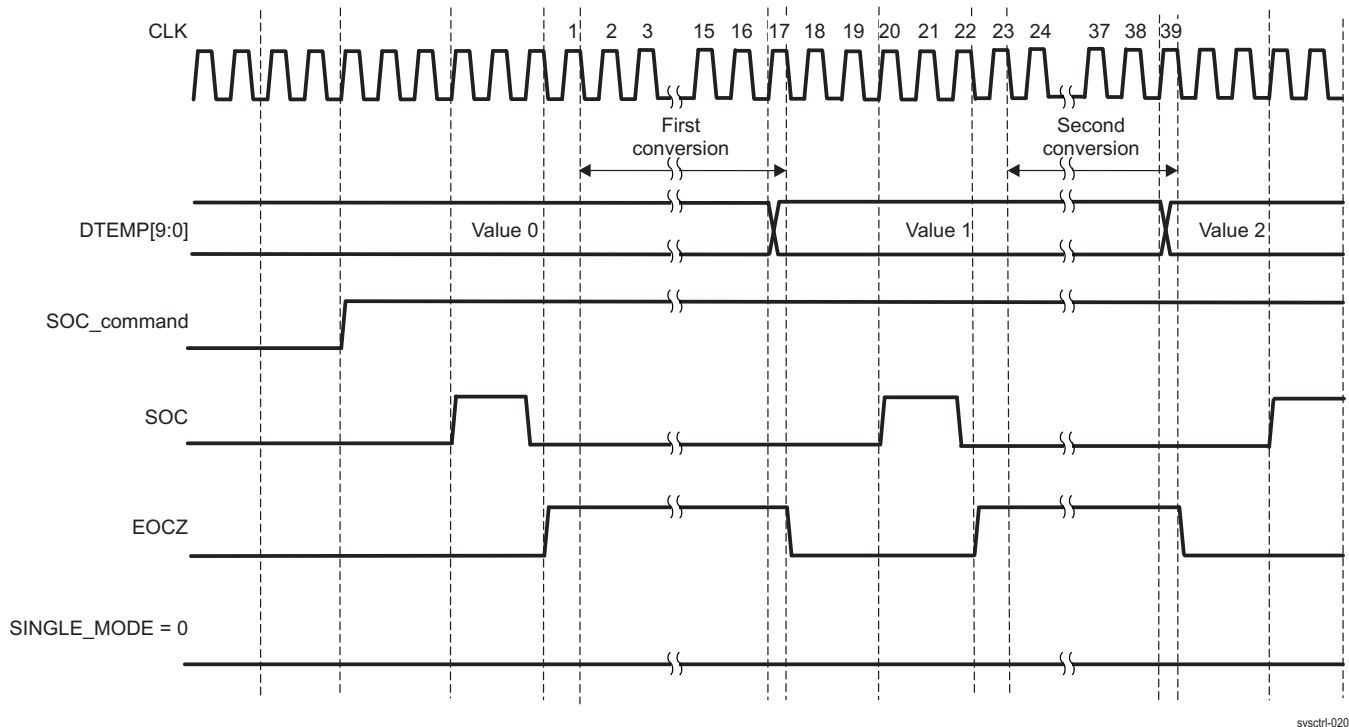 CLK
1 2 3 15 16 17 18 19 20 21 22 23 24 37 38 39
First
conversion
Second
conversion
DTEMP[9:0]
Value 0
Value 1
Value 2
SOC_command
SOC
EOCZ
SINGLE_MODE = 0
svsctrl-020